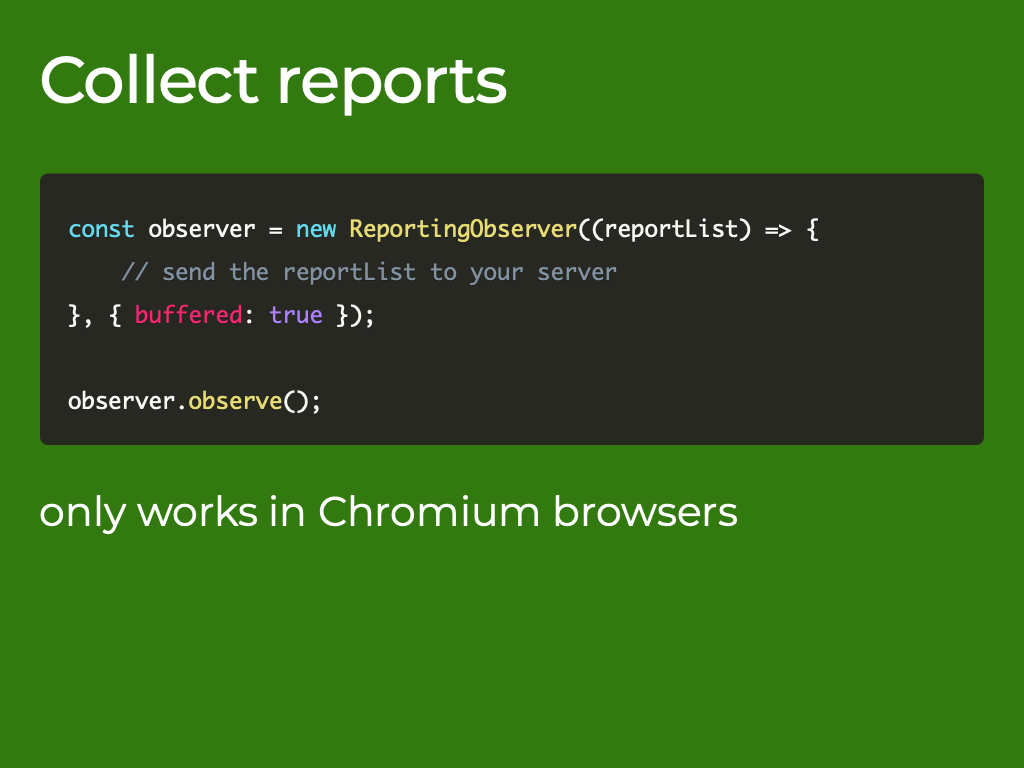 Collect reports
const observer = new ReportingObserver((reportList) => {
    // send the reportList to your server
}, { buffered: true });
observer.observe();
only works in Chromium browsers